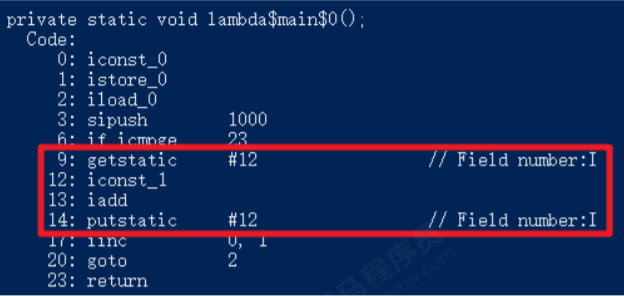 private static void lambda$main$0();
Code:
0: iconst_0
1: istore_0
2: iload_0
3: sipush 1000
6: if_icmpge 23
9: getstatic #12 // Field number:I
12: iconst_1
13: iadd
14: putstatic #12 // Field number:I
17: iinc 0, 1
20: goto 2
23: return